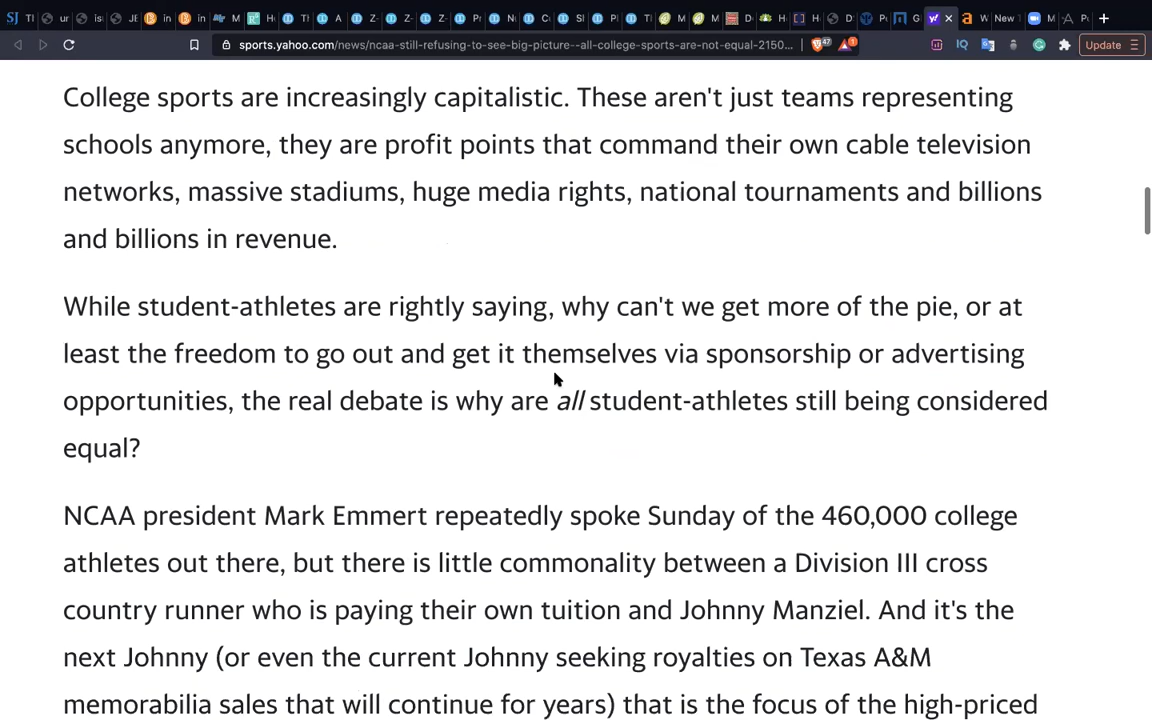 sports.yahoo.com/news/ncaa-still-refusing-to-see-big-picture--all-college-sports-are-not-equal-2150...
Update
College sports are increasingly capitalistic. These aren't just teams representing
schools anymore, they are profit points that command their own cable television
networks, massive stadiums, huge media rights, national tournaments and billions
and billions in revenue.
While student-athletes are rightly saying, why can't we get more of the pie, or at
least the freedom to go out and get it themselves via sponsorship or advertising
opportunities, the real debate is why are all student-athletes still being considered
equal?
NCAA president Mark Emmert repeatedly spoke Sunday of the 460,000 college
athletes out there, but there is little commonality between a Division III cross
country runner who is paying their own tuition and Johnny Manziel. And it's the
next Johnny (or even the current Johnny seeking royalties on Texas A&M
memorabilia sales that will continue for years) that is the focus of the high-priced